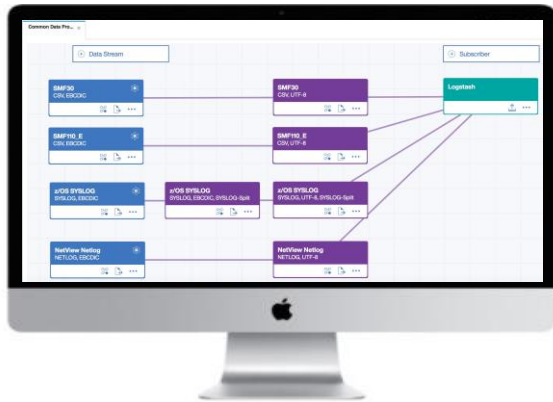 Common Data Pro...
Data Stream
Subscriber
SMF30
CSV, EBCDIC
SMF30
CSV, UTF-8
Logstash
SMF110_E
CSV, EBCDIC
SMF110_E
CSV, UTF-8
z/OS SYSLOG
SYSLOG, EBCDIC
z/OS SYSLOG
SYSLOG, EBCDIC, SYSLOG-Split
z/OS SYSLOG
SYSLOG, UTF-8, SYSLOG-Split
NetView Netlog
NETLOG, EBCDIC
NetView Netlog
NETLOG, UTF-8